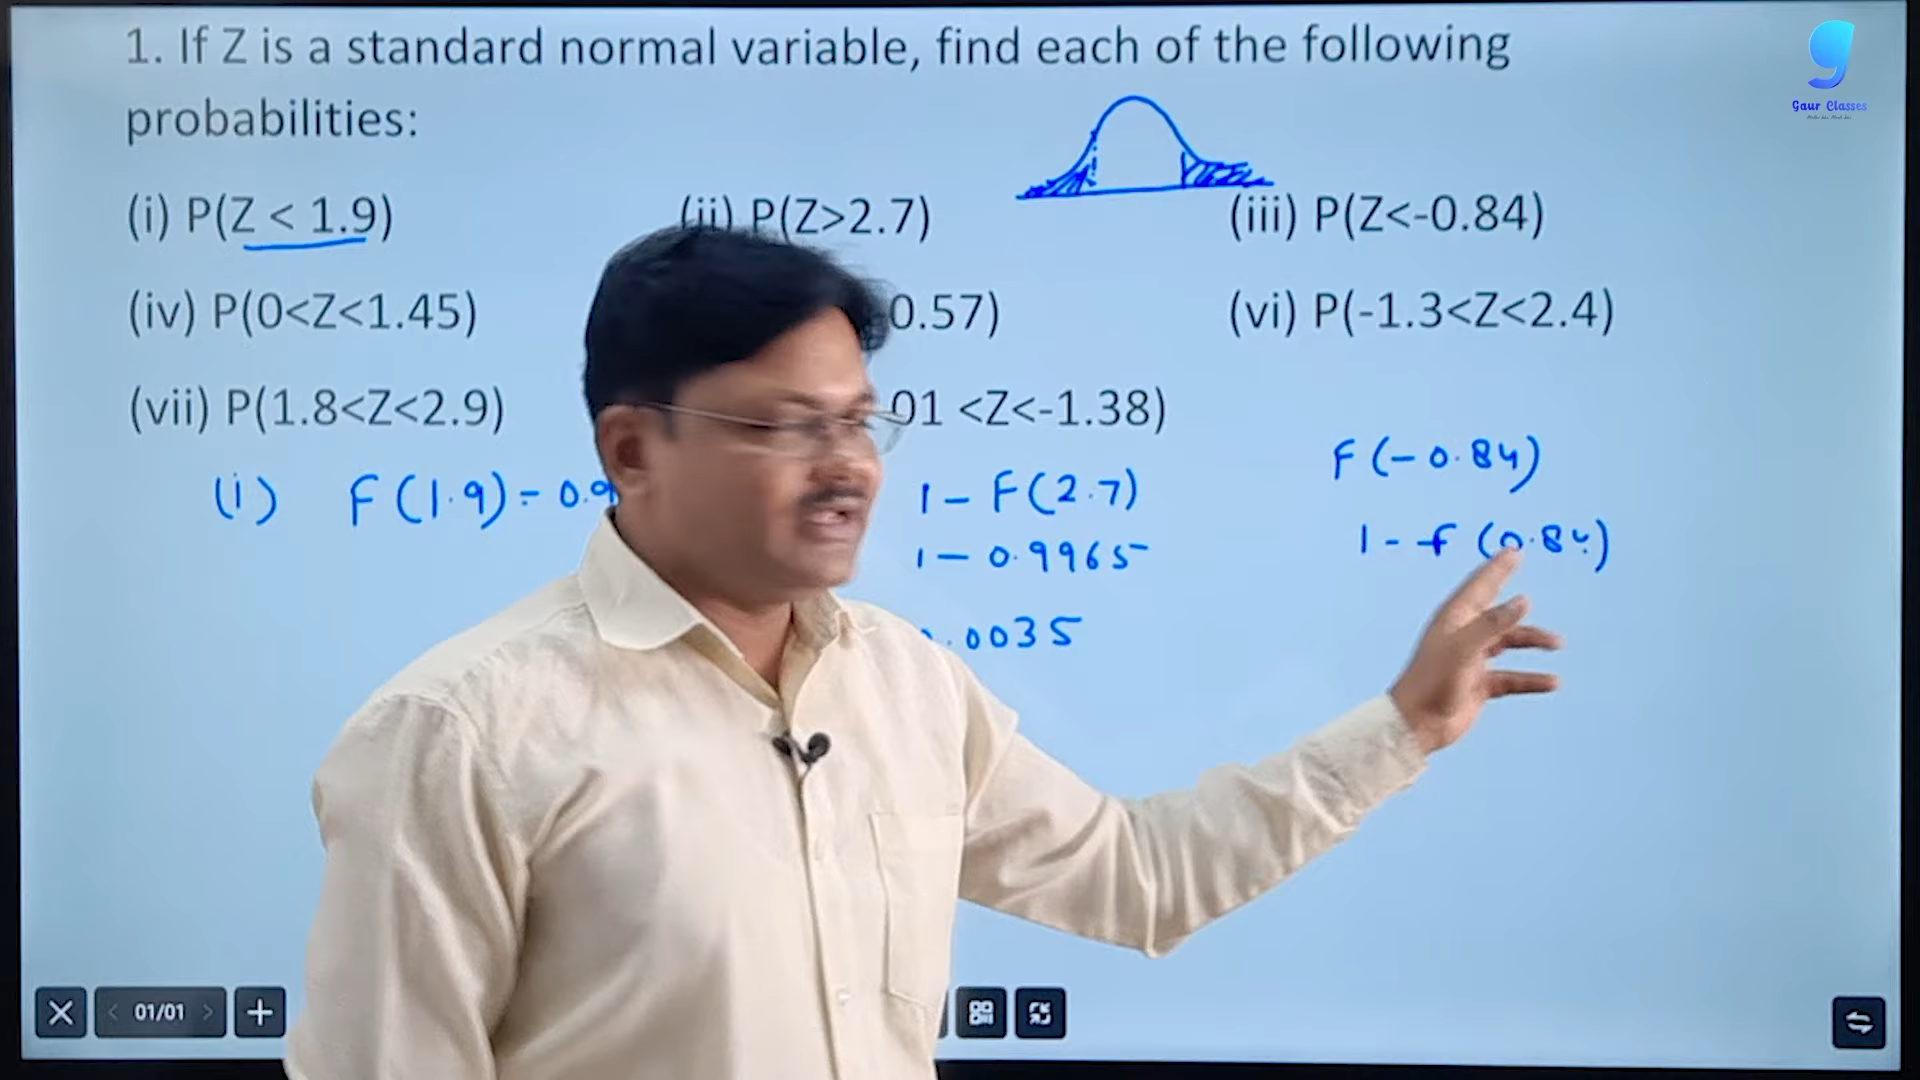 1. If Z is a standard normal variable, find each of the following
probabilities:
(i) P(Z < 1.9) (ii) P(Z>2.7) (iii) P(Z<-0.84)
(iv) P(0<Z<1.45) 0.57) (vi) P(-1.3<Z<2.4)
(vii) P(1.8<Z<2.9) 01 <Z<-1.38)
(i) F(1.9) = 0.9 1 - F(2.7) F(-0.84)
1 - 0.9965 1 - f(0.84)
.0035
g
Gaur Classes
01/01